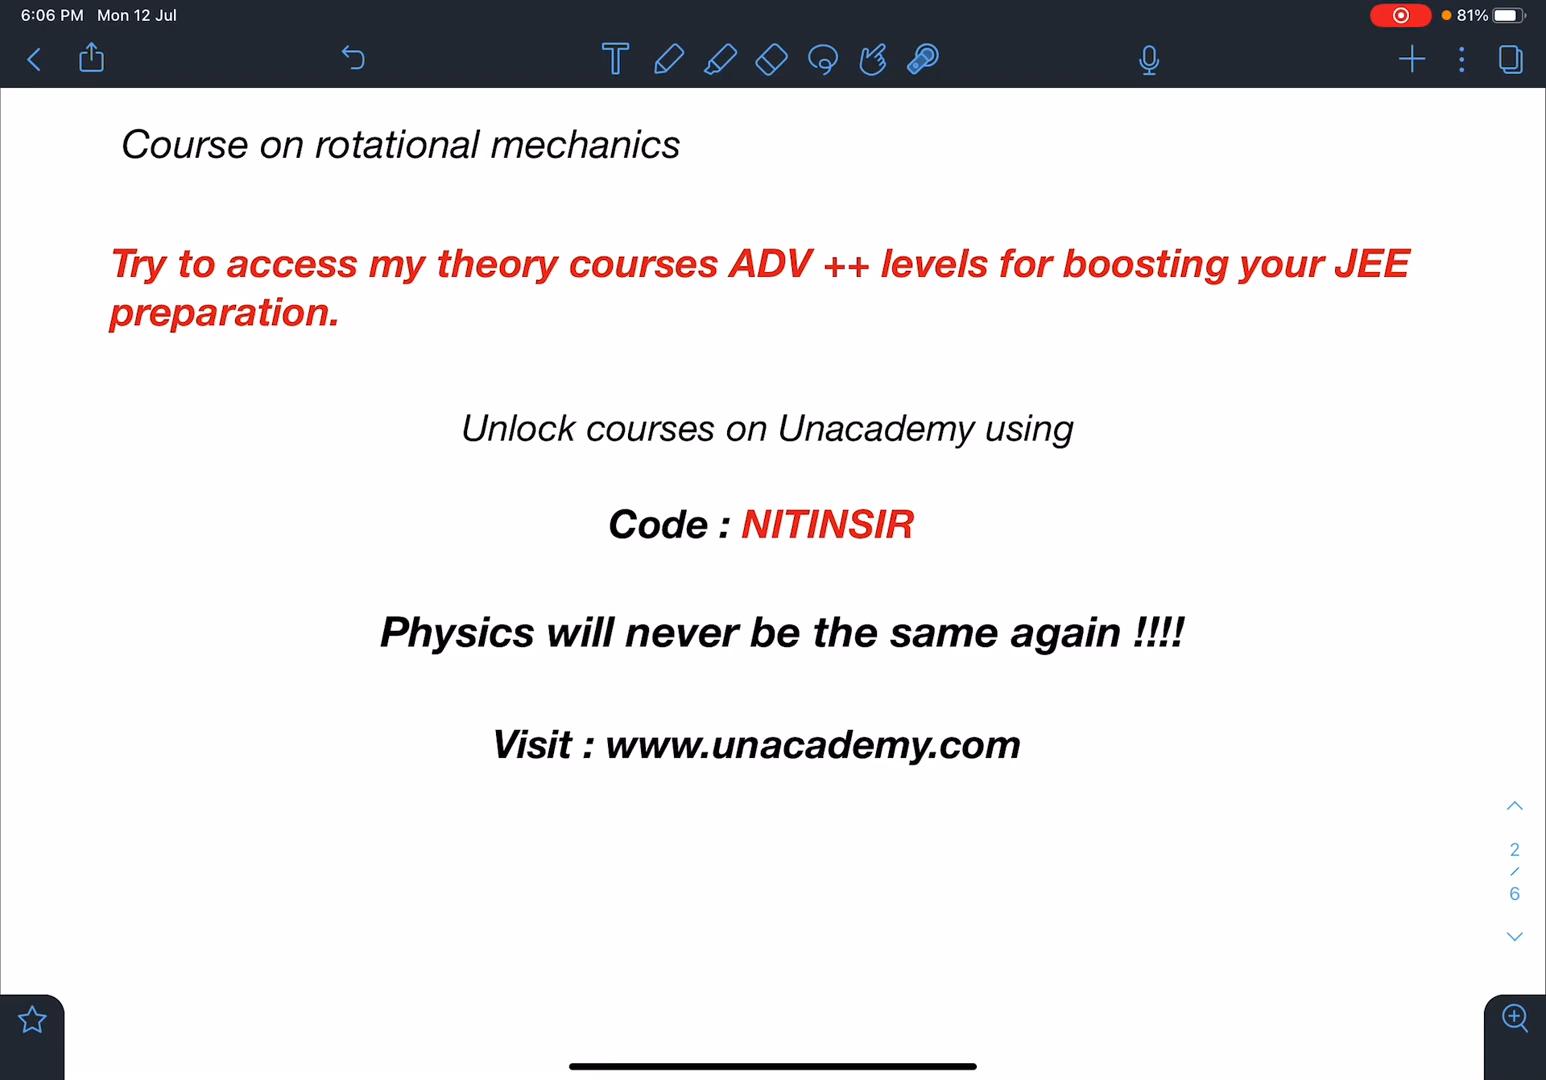 6:06 PM Mon 12 Jul
81%
Course on rotational mechanics
Try to access my theory courses ADV ++ levels for boosting your JEE
preparation.
Unlock courses on Unacademy using
Code : NITINSIR
Physics will never be the same again !!!!
Visit : www.unacademy.com
2
/
6